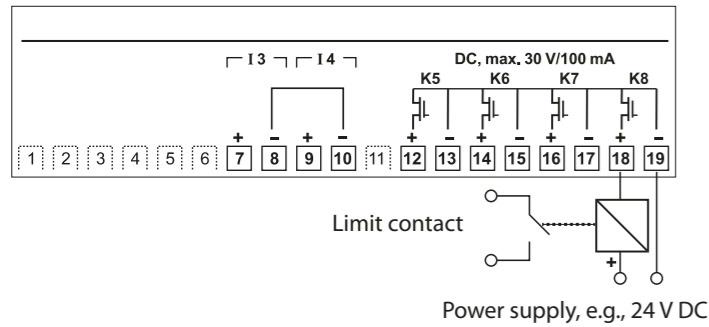 I 3 I 4 DC, max. 30 V/100 mA
K5 K6 K7 K8
+ − + − + − + − + − + −
1 2 3 4 5 6 7 8 9 10 11 12 13 14 15 16 17 18 19
Limit contact
+
Power supply, e.g., 24 V DC